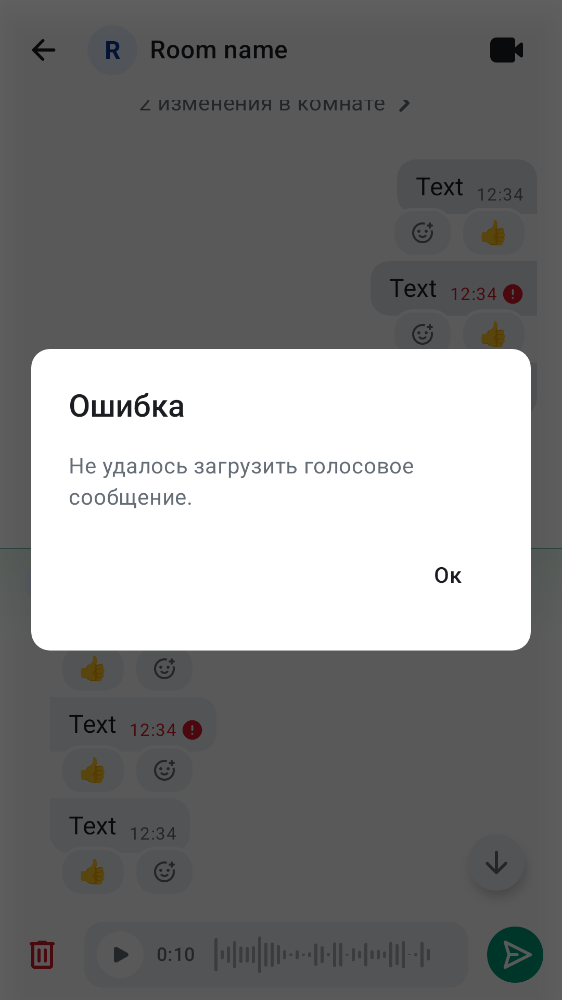 R Room name
2 изменения в комнате
Text 12:34
Text 12:34
Ошибка
Не удалось загрузить голосовое
сообщение.
Ок
Text 12:34
Text 12:34
0:10